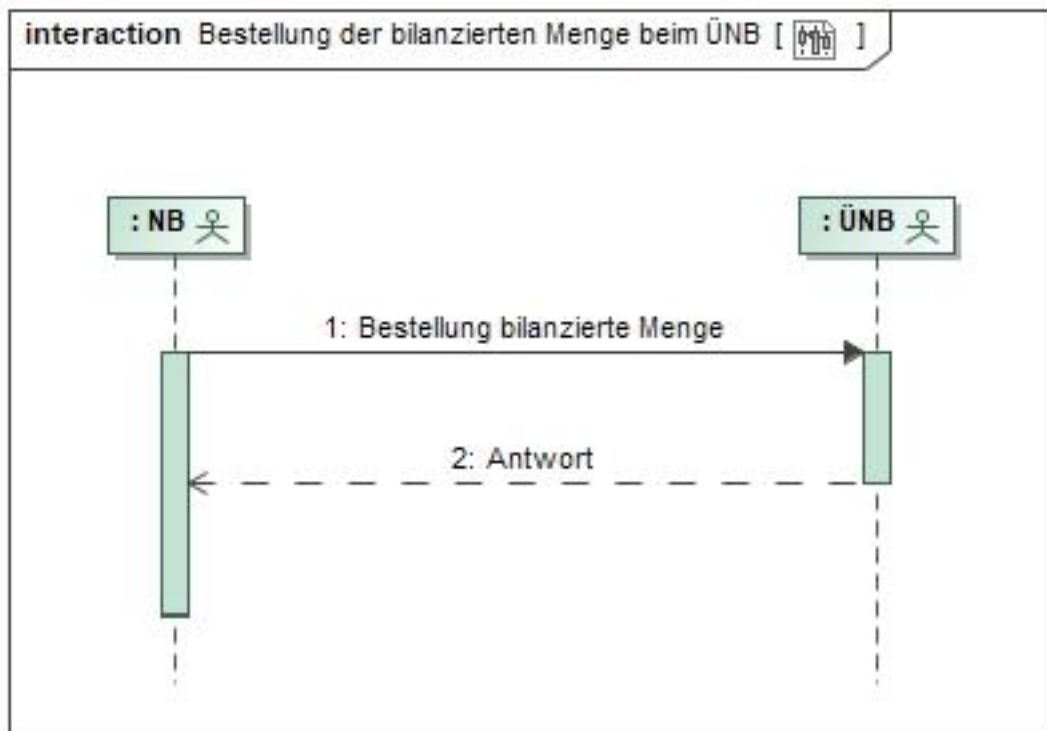 interaction Bestellung der bilanzierten Menge beim ÜNB [ ]
: NB
: ÜNB
1: Bestellung bilanzierte Menge
2: Antwort